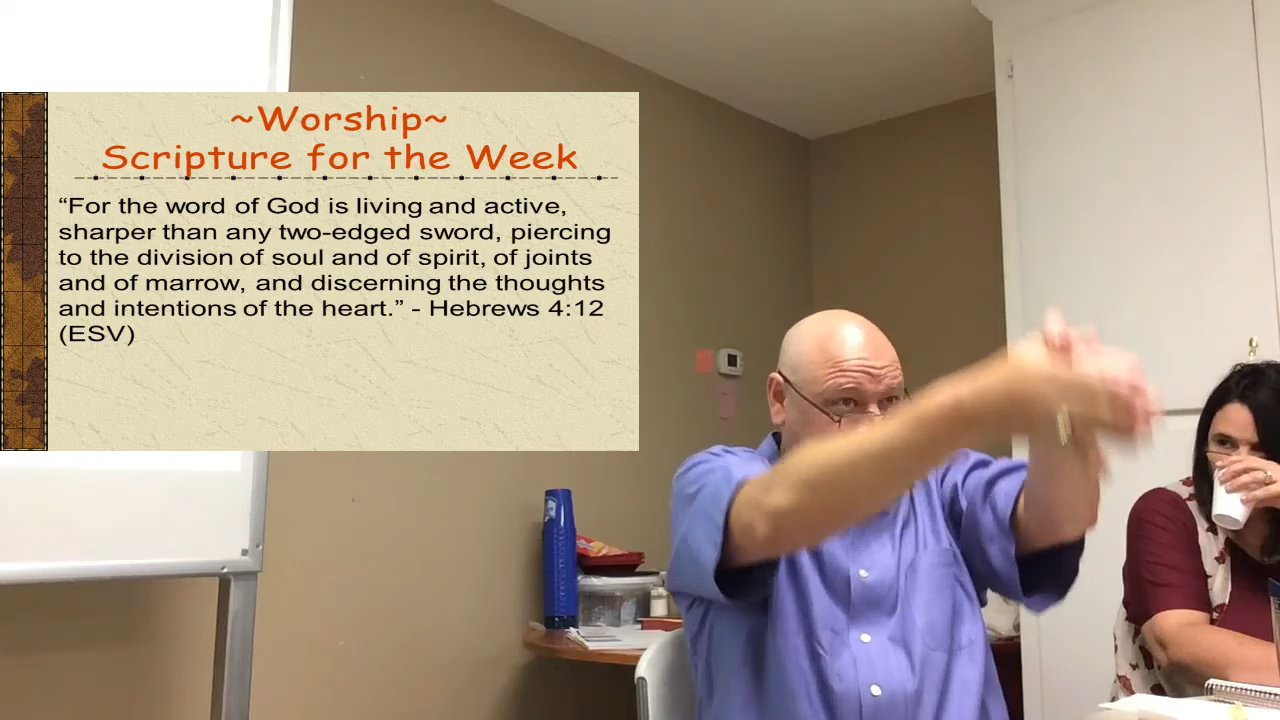 ~Worship~
Scripture for the Week
“For the word of God is living and active,
sharper than any two-edged sword, piercing
to the division of soul and of spirit, of joints
and of marrow, and discerning the thoughts
and intentions of the heart.” - Hebrews 4:12
(ESV)